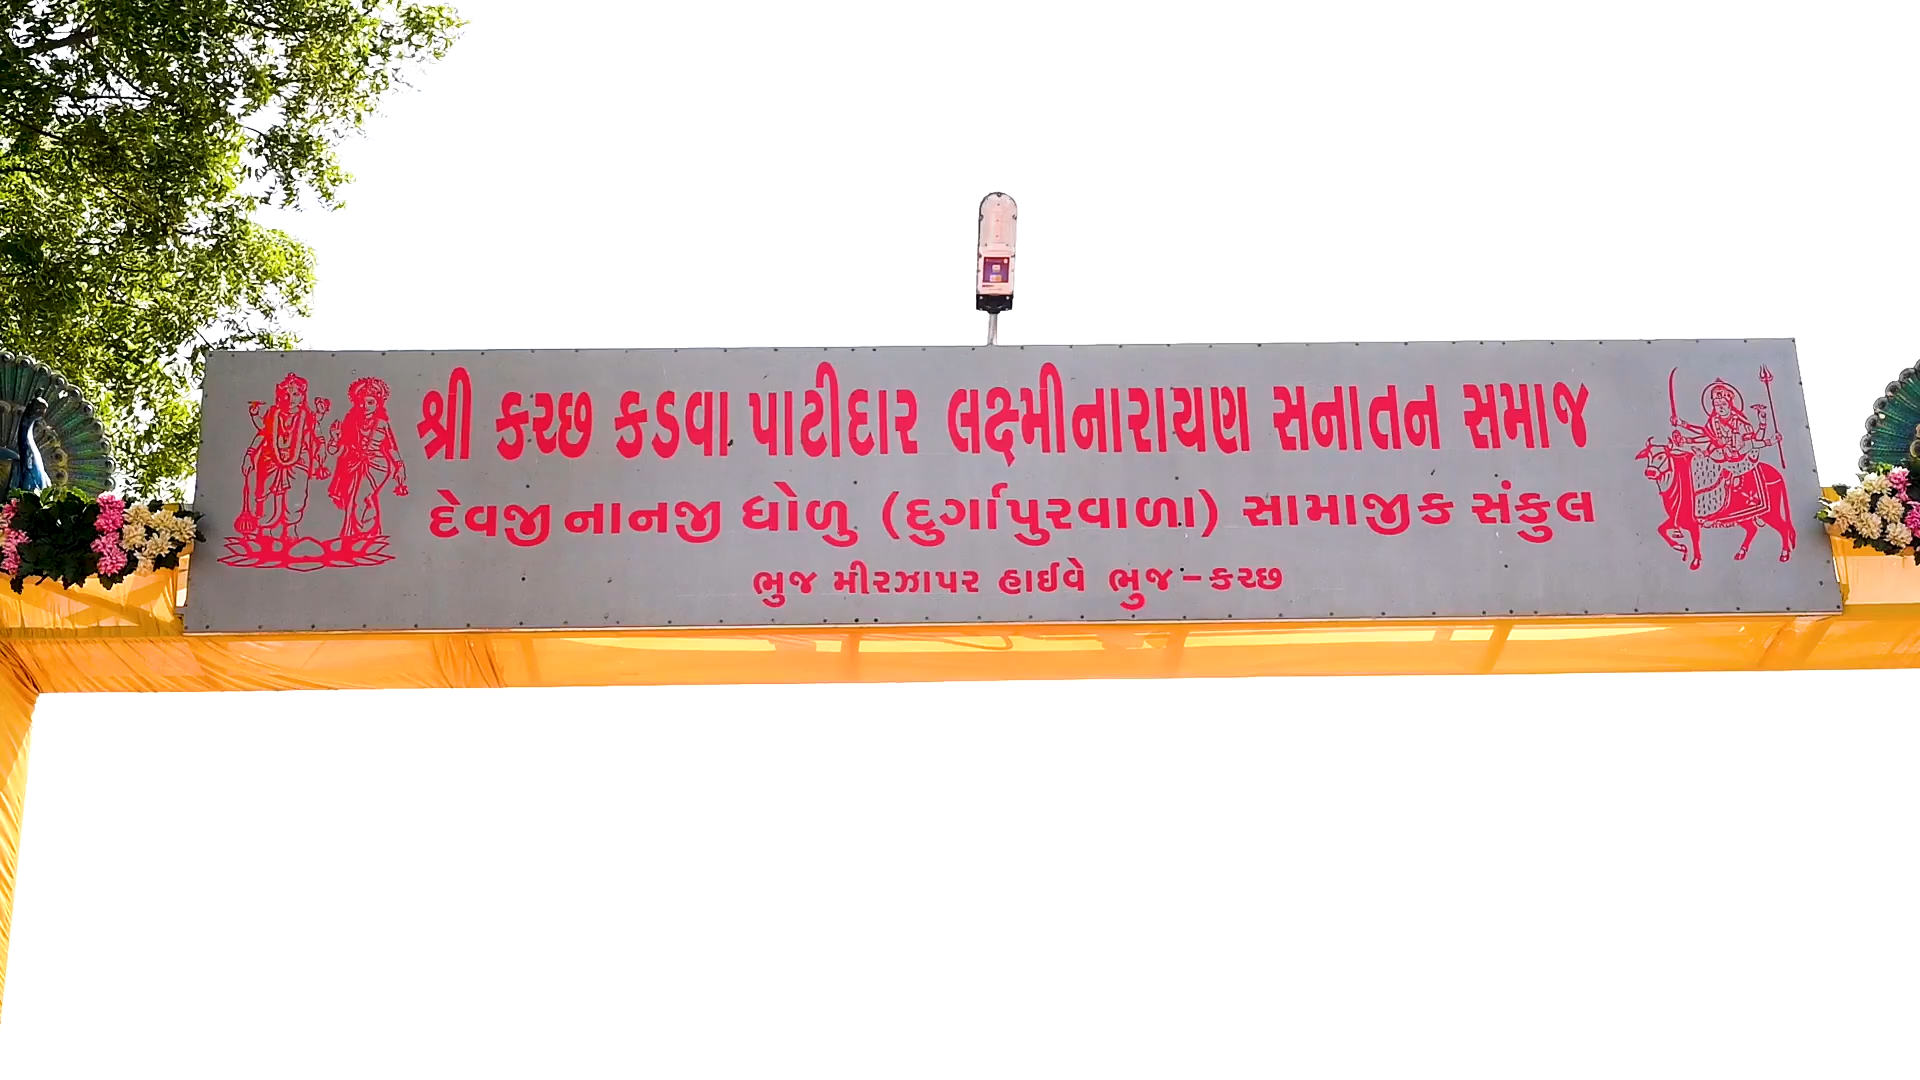 શ્રી કચ્છ કડવા પાટીદાર લક્ષ્મીનારાયણ સનાતન સમાજ
દેવજી નાનજી ધોળુ (દુર્ગાપુરવાળા) સામાજીક સંકુલ
ભુજ મીરઝાપર હાઈવે ભુજ - કચ્છ